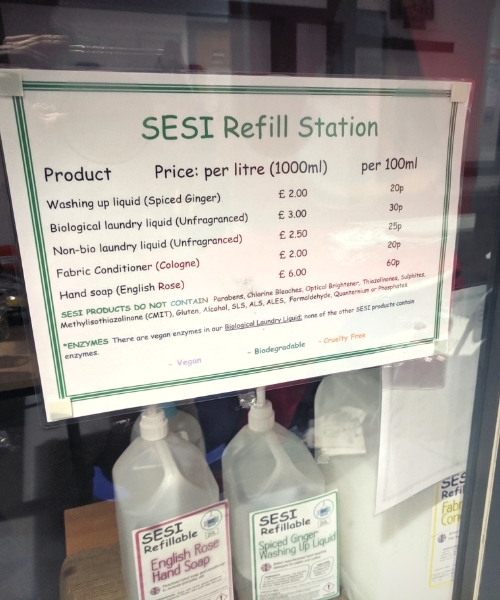 SESI Refill Station
Product Price: per litre (1000ml) per 100ml
Washing up liquid (Spiced Ginger) £ 2.00 20p
Biological laundry liquid (Unfragranced) £ 3.00 30p
Non-bio laundry liquid (Unfragranced) £ 2.50 25p
Fabric Conditioner (Cologne) £ 2.00 20p
Hand soap (English Rose) £ 6.00 60p
SESI PRODUCTS DO NOT CONTAIN Parabens, Chlorine Bleaches, Optical Brightener, Thiazolinones, Sulphites,
Methylisothiazolinone (CMIT), Gluten, Alcohol, SLS, ALS, ALES, Formaldehyde, Quanternium or Phosphates
*ENZYMES There are vegan enzymes in our Biological Laundry Liquid; none of the other SESI products contain
enzymes.
- Vegan - Biodegradable - Cruelty Free
SESI
Refillable
English Rose
Hand Soap
SESI
Refillable
Spiced Ginger
Washing Up Liquid
SES
Refil
Fab
Con